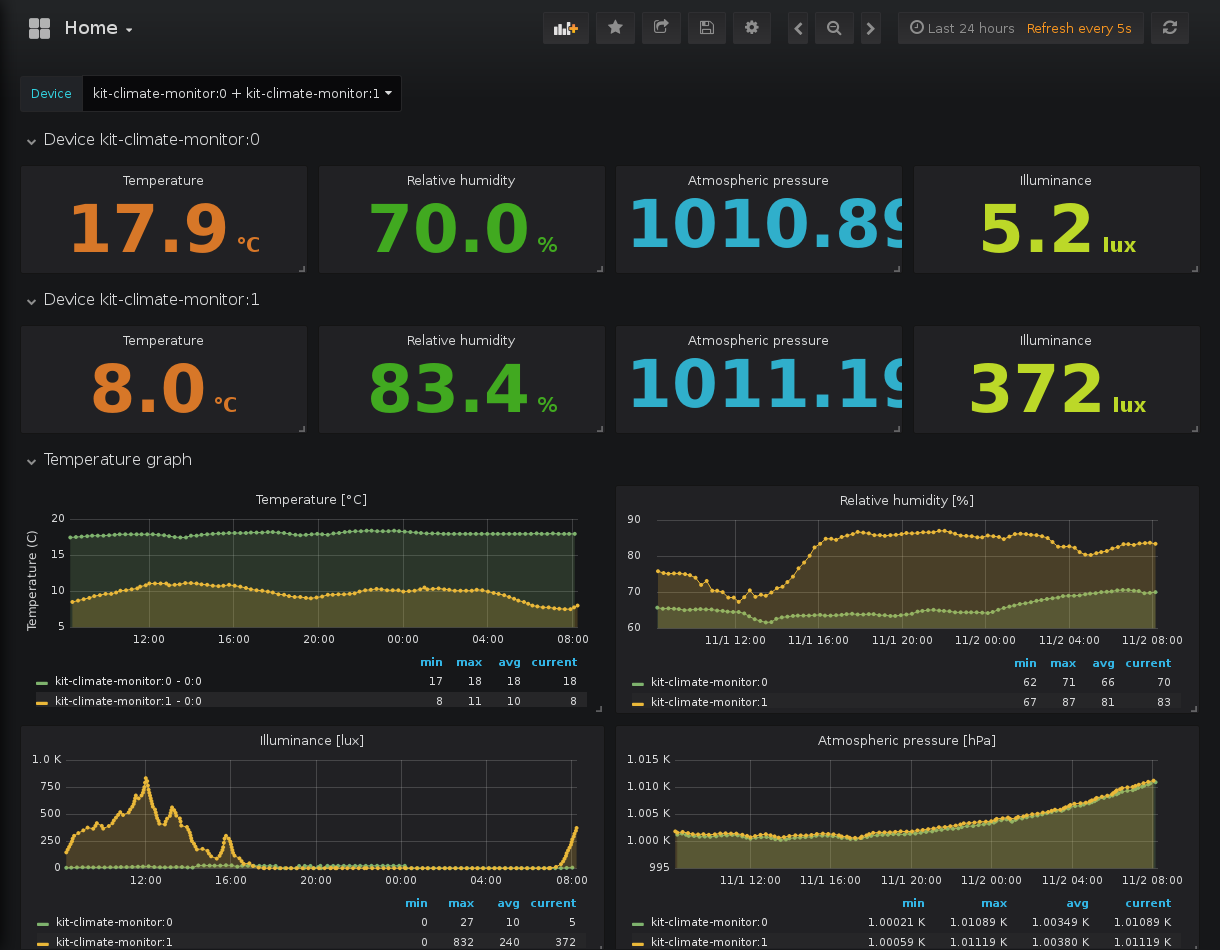 Home
Last 24 hours Refresh every 5s
Device kit-climate-monitor:0 + kit-climate-monitor:1
Device kit-climate-monitor:0
Temperature Relative humidity Atmospheric pressure Illuminance
17.9 °C 70.0 % 1010.89 5.2 lux
Device kit-climate-monitor:1
Temperature Relative humidity Atmospheric pressure Illuminance
8.0 °C 83.4 % 1011.19 372 lux
Temperature graph
Temperature [°C]
Temperature (C)
20
15
10
5
12:00 16:00 20:00 00:00 04:00 08:00
min max avg current
kit-climate-monitor:0 - 0:0 17 18 18 18
kit-climate-monitor:1 - 0:0 8 11 10 8
Relative humidity [%]
90
80
70
60
11/1 12:00 11/1 16:00 11/1 20:00 11/2 00:00 11/2 04:00 11/2 08:00
min max avg current
kit-climate-monitor:0 62 71 66 70
kit-climate-monitor:1 67 87 81 83
Illuminance [lux]
1.0 K
750
500
250
0
12:00 16:00 20:00 00:00 04:00 08:00
min max avg current
kit-climate-monitor:0 0 27 10 5
kit-climate-monitor:1 0 832 240 372
Atmospheric pressure [hPa]
1.015 K
1.010 K
1.005 K
1.000 K
995
11/1 12:00 11/1 16:00 11/1 20:00 11/2 00:00 11/2 04:00 11/2 08:00
min max avg current
kit-climate-monitor:0 1.00021 K 1.01089 K 1.00349 K 1.01089 K
kit-climate-monitor:1 1.00059 K 1.01119 K 1.00380 K 1.01119 K